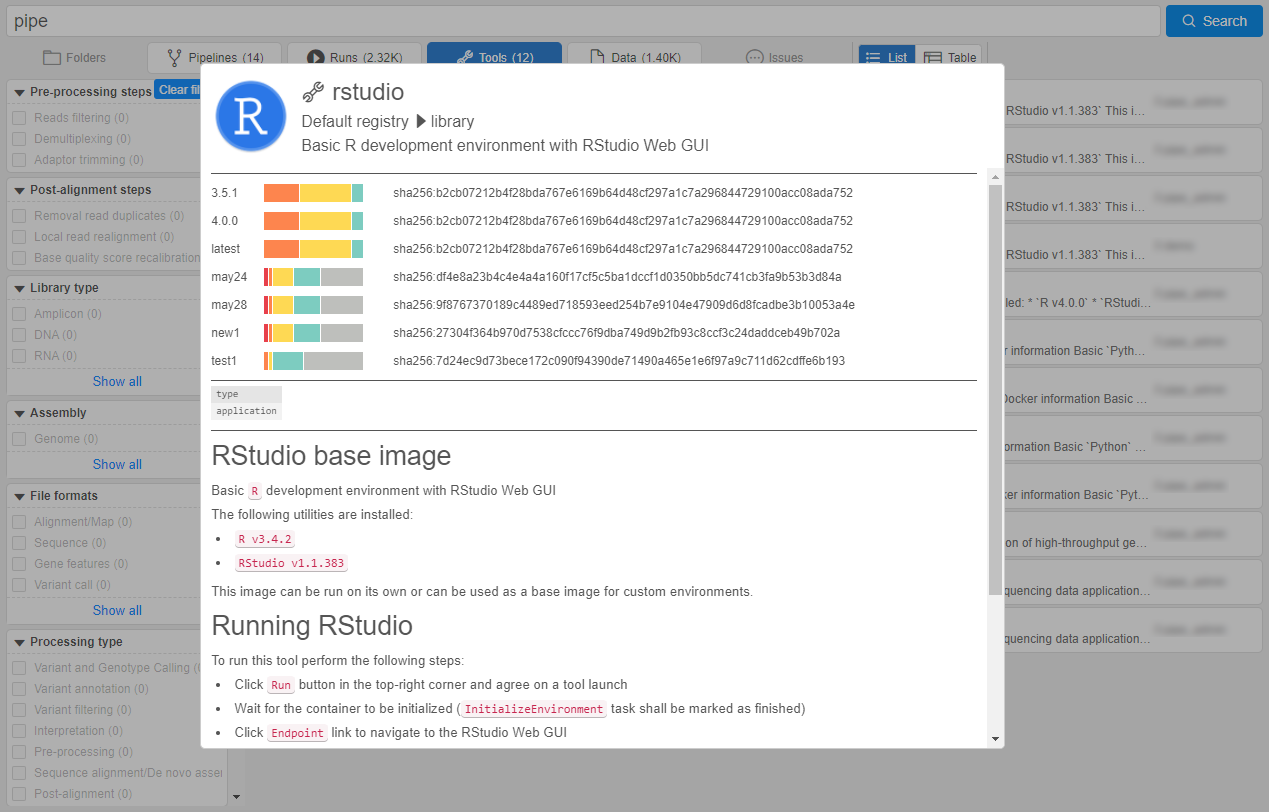 pipe
Search
Folders
Pipelines (14)
Runs (2.32K)
Tools (12)
Data (1.40K)
Issues
List
Table
Pre-processing steps
Clear fil
Reads filtering (0)
Demultiplexing (0)
Adaptor trimming (0)
Post-alignment steps
Removal read duplicates (0)
Local read realignment (0)
Base quality score recalibration
Library type
Amplicon (0)
DNA (0)
RNA (0)
Show all
Assembly
Genome (0)
Show all
File formats
Alignment/Map (0)
Sequence (0)
Gene features (0)
Variant call (0)
Show all
Processing type
Variant and Genotype Calling (0
Variant annotation (0)
Variant filtering (0)
Interpretation (0)
Pre-processing (0)
Sequence alignment/De novo asse
Post-alignment (0)
R
rstudio
Default registry library
Basic R development environment with RStudio Web GUI
3.5.1 sha256:b2cb07212b4f28bda767e6169b64d48cf297a1c7a296844729100acc08ada752
4.0.0 sha256:b2cb07212b4f28bda767e6169b64d48cf297a1c7a296844729100acc08ada752
latest sha256:b2cb07212b4f28bda767e6169b64d48cf297a1c7a296844729100acc08ada752
may24 sha256:df4e8a23b4c4e4a4a160f17cf5c5ba1dccf1d0350bb5dc741cb3fa9b53b3d84a
may28 sha256:9f8767370189c4489ed718593eed254b7e9104e47909d6d8fcadbe3b10053a4e
new1 sha256:27304f364b970d7538cfccc76f9dba749d9b2fb93c8ccf3c24daddceb49b702a
test1 sha256:7d24ec9d73bece172c090f94390de71490a465e1e6f97a9c711d62cdffe6b193
type
application
RStudio base image
Basic R development environment with RStudio Web GUI
The following utilities are installed:
• R v3.4.2
• RStudio v1.1.383
This image can be run on its own or can be used as a base image for custom environments.
Running RStudio
To run this tool perform the following steps:
• Click Run button in the top-right corner and agree on a tool launch
• Wait for the container to be initialized (InitializeEnvironment task shall be marked as finished)
• Click Endpoint link to navigate to the RStudio Web GUI
RStudio v1.1.383` This i…
RStudio v1.1.383` This i…
RStudio v1.1.383` This i…
RStudio v1.1.383` This i…
led: * `R v4.0.0` * `RStudi…
r information Basic `Pyth…
Docker information Basic …
ormation Basic `Python` …
ker information Basic `Pyt…
on of high-throughput ge…
quencing data application…
quencing data application…